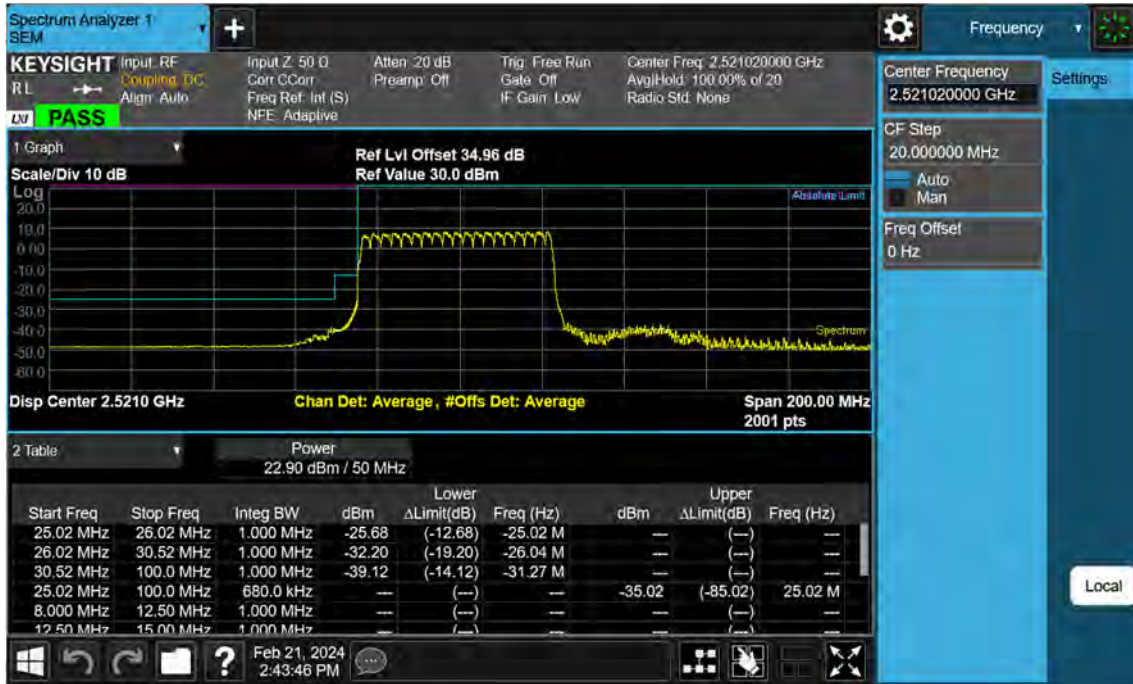 Spectrum Analyzer 1
SEM
Frequency
KEYSIGHT
RL
LXI PASS
Input: RF
Coupling: DC
Align: Auto
Input Z: 50 Ω
Corr CCorr
Freq Ref: Int (S)
NFE: Adaptive
Atten: 20 dB
Preamp: Off
Trig: Free Run
Gate: Off
IF Gain: Low
Center Freq: 2.521020000 GHz
Avg|Hold: 100.00% of 20
Radio Std: None
Center Frequency
2.521020000 GHz
Settings
CF Step
20.000000 MHz
Auto
Man
Freq Offset
0 Hz
Local
1 Graph
Scale/Div 10 dB
Ref Lvl Offset 34.96 dB
Ref Value 30.0 dBm
Log
Absolute Limit
20.0
10.0
0.00
-10.0
-20.0
-30.0
-40.0
-50.0
-60.0
Spectrum
Disp Center 2.5210 GHz
Chan Det: Average, #Offs Det: Average
Span 200.00 MHz
2001 pts
2 Table
Power
22.90 dBm / 50 MHz
Lower Upper
Start Freq Stop Freq Integ BW dBm ΔLimit(dB) Freq (Hz) dBm ΔLimit(dB) Freq (Hz)
25.02 MHz 26.02 MHz 1.000 MHz -25.68 (-12.68) -25.02 M --- (---) ---
26.02 MHz 30.52 MHz 1.000 MHz -32.20 (-19.20) -26.04 M --- (---) ---
30.52 MHz 100.0 MHz 1.000 MHz -39.12 (-14.12) -31.27 M --- (---) ---
25.02 MHz 100.0 MHz 680.0 kHz --- (---) --- -35.02 (-85.02) 25.02 M
8.000 MHz 12.50 MHz 1.000 MHz --- (---) --- --- (---) ---
12.50 MHz 15.00 MHz 1.000 MHz --- (---) --- --- (---) ---
Feb 21, 2024
2:43:46 PM